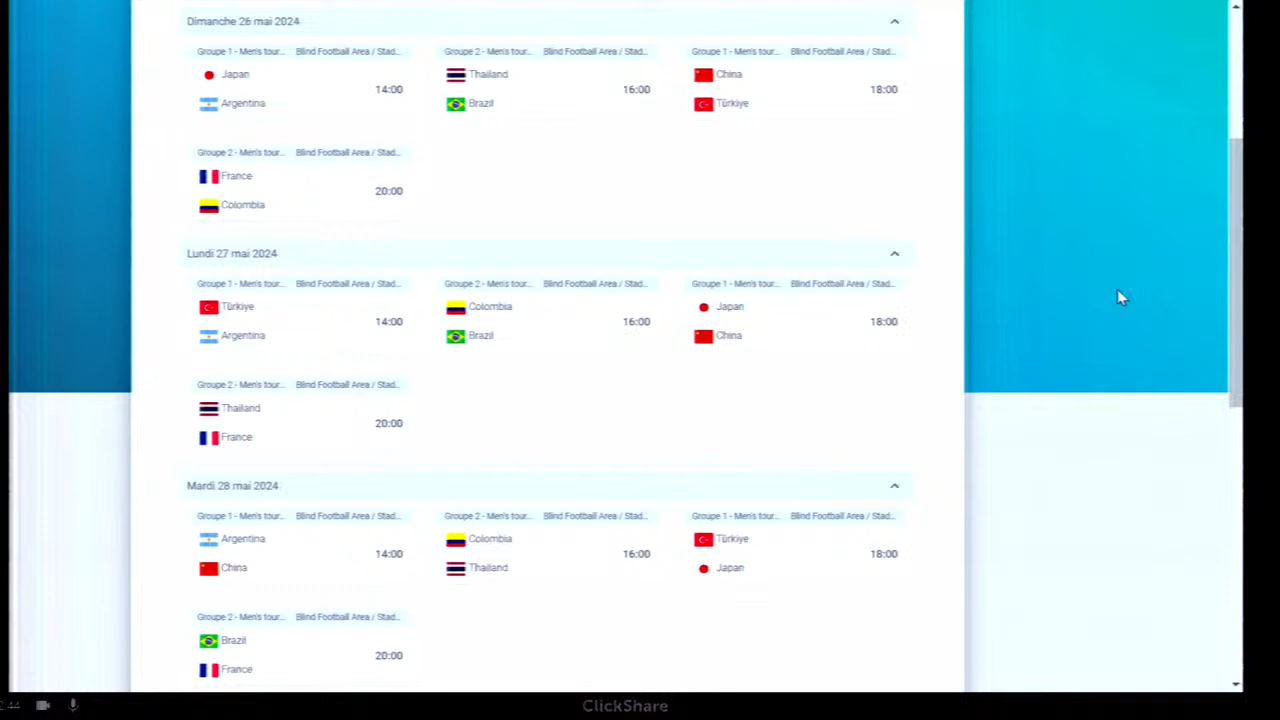 Dimanche 26 mai 2024
Groupe 1 - Men's tour... Blind Football Area / Stad...
Japan
14:00
Argentina
Groupe 2 - Men's tour... Blind Football Area / Stad...
Thailand
16:00
Brazil
Groupe 1 - Men's tour... Blind Football Area / Stad...
China
18:00
Türkiye
Groupe 2 - Men's tour... Blind Football Area / Stad...
France
20:00
Colombia
Lundi 27 mai 2024
Groupe 1 - Men's tour... Blind Football Area / Stad...
Türkiye
14:00
Argentina
Groupe 2 - Men's tour... Blind Football Area / Stad...
Colombia
16:00
Brazil
Groupe 1 - Men's tour... Blind Football Area / Stad...
Japan
18:00
China
Groupe 2 - Men's tour... Blind Football Area / Stad...
Thailand
20:00
France
Mardi 28 mai 2024
Groupe 1 - Men's tour... Blind Football Area / Stad...
Argentina
14:00
China
Groupe 2 - Men's tour... Blind Football Area / Stad...
Colombia
16:00
Thailand
Groupe 1 - Men's tour... Blind Football Area / Stad...
Türkiye
18:00
Japan
Groupe 2 - Men's tour... Blind Football Area / Stad...
Brazil
20:00
France
ClickShare